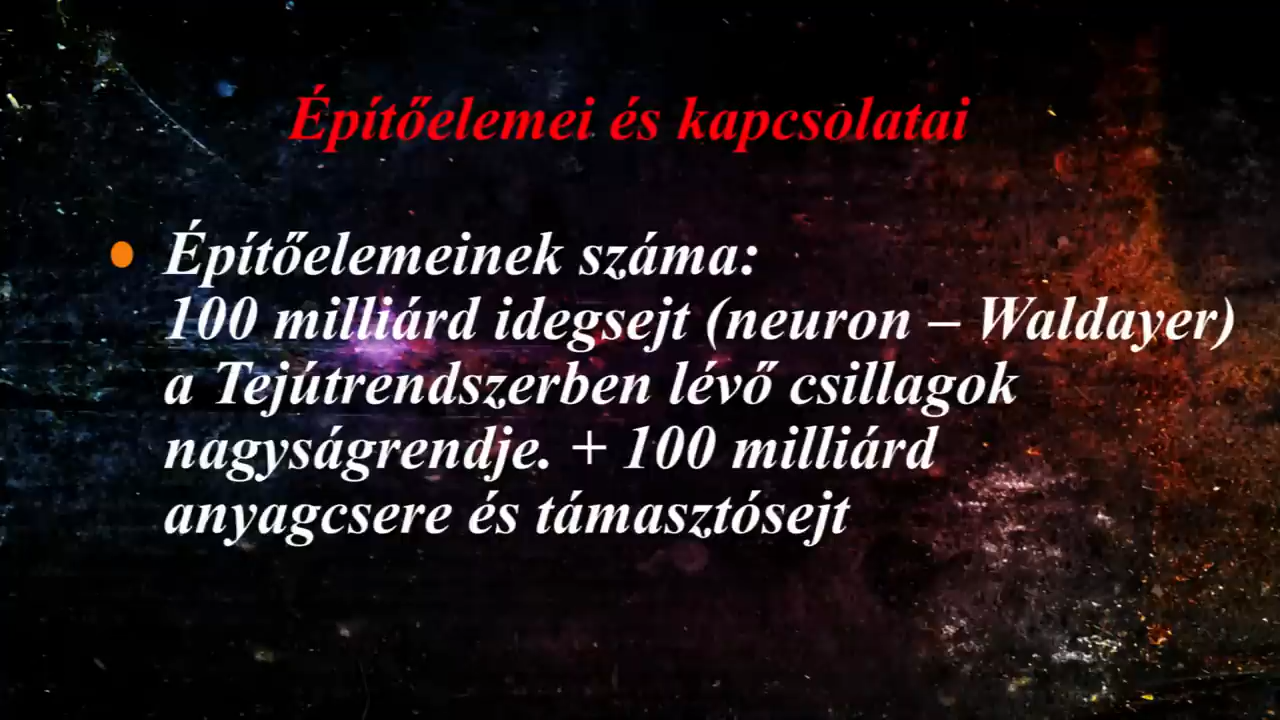 Építőelemei és kapcsolatai
Építőelemeinek száma:
100 milliárd idegsejt (neuron – Waldayer)
a Tejútrendszerben lévő csillagok
nagyságrendje. + 100 milliárd
anyagcsere és támasztósejt